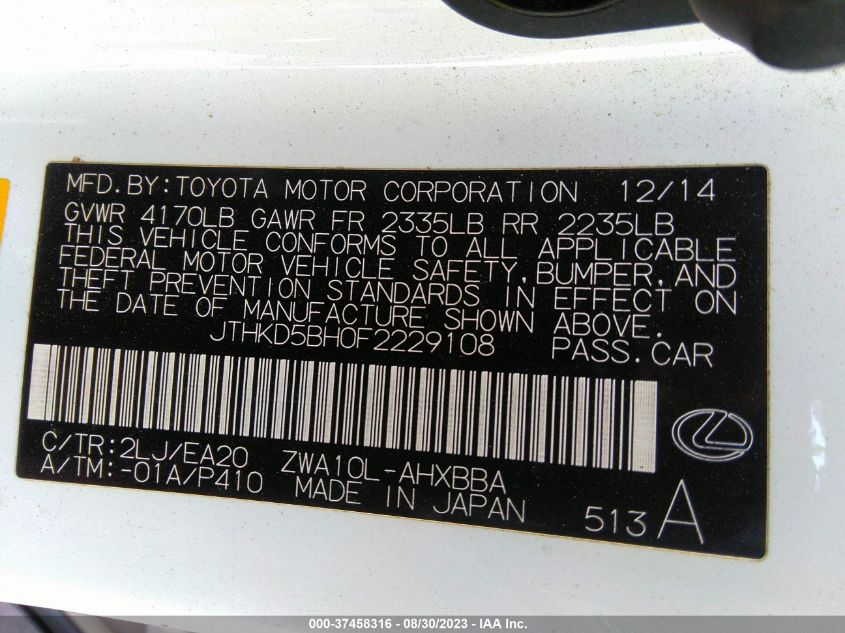 MFD.BY:TOYOTA MOTOR CORPORATION 12/14
GVWR 4170LB GAWR FR 2335LB RR 2235LB
THIS VEHICLE CONFORMS TO ALL APPLICABLE
FEDERAL MOTOR VEHICLE SAFETY,BUMPER,AND
THEFT PREVENTION STANDARDS IN EFFECT ON
THE DATE OF MANUFACTURE SHOWN ABOVE.
JTHKD5BH0F2229108 PASS.CAR
C/TR:2LJ/EA20 ZWA10L-AHXBBA
A/TM:-01A/P410 MADE IN JAPAN
513 A
000-37458316 - 08/30/2023 - IAA Inc.